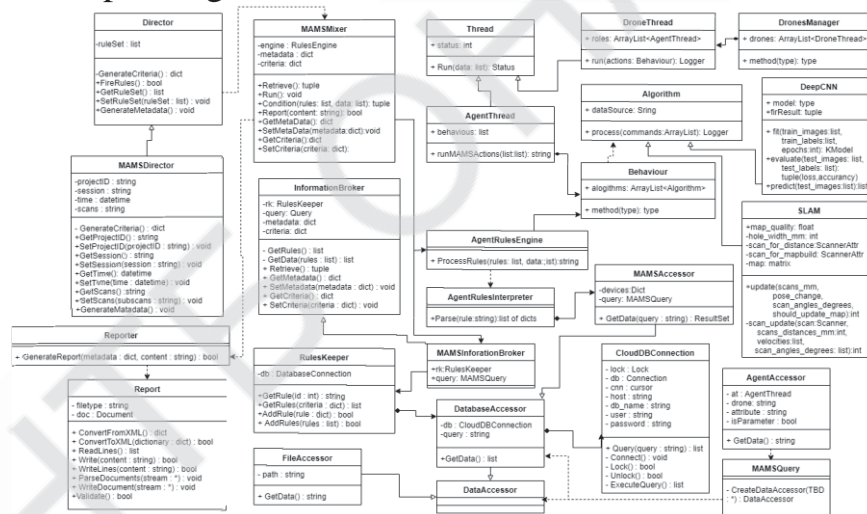 Director
-ruleSet : list
-GenerateCriteria() : dict
+FireRules() : bool
+GetRuleSet() : list
+SetRuleSet(ruleSet : list) : void
-GenerateMetadata() : void
MAMSMixer
-engine : RulesEngine
-metadata : dict
-criteria: dict
+Retrieve(): tuple
+Run(): void
+Condition(rules: list, data: list): tuple
+Report(content: string): bool
+GetMetaData(): dict
+SetMetaData(metadata:dict):void
+GetCriteria(): dict
+SetCriteria(criteria: dict):
Thread
+ status: int
+ Run(data: list): Status
DroneThread
+ roles: ArrayList<AgentThread>
+ run(actions: Behaviour): Logger
DronesManager
+ drones: ArrayList<DroneThread>
+ method(type): type
AgentThread
+ behavious: list
+ runMAMSActions(list:list): string
Algorithm
+ dataSource: Sring
+ process(commands:ArrayList): Logger
DeepCNN
+ model: type
+firResult: tuple
+ fit(train_images:list,
train_labels:list,
epochs:int): KModel
+evaluate(test_images: list,
test_labels: list):
tuple(loss,accurancy)
+predict(test_images:list):list
MAMSDirector
-projectID : string
-session : string
-time : datetime
-scans : string
- GenerateCriteria() : dict
+GetProjectID() : string
+SetProjectID(projectID : string) : void
+GetSession() : string
+SetSession(session : string) : void
+GetTime() : datetime
+SetTime(time : datetime) : void
+GetScans() : string
+SetScans(subscans : string) : void
+GenerateMatadata() : void
InformationBroker
- rk: RulesKeeper
-query: Query
-metadata: dict
-criteria : dict
- GetRules() : list
- GetData(rules : list) : list
+ Retrieve() : tuple
+ GetMetadata() : dict
+ SetMetadata(metadata : dict) : void
+ GetCriteria() : dict
+ SetCriteria(criteria : dict) : void
Behaviour
+ alogithms: ArrayList<Algorithm>
+ method(type): type
SLAM
+map_quality: float
-hole_width_mm: int
-scan_for_distance:ScannerAttr
-scan_for_mapbuild: ScannerAttr
-map: matrix
+update(scans_mm,
pose_change,
scan_angles_degrees,
should_update_map):int
-scan_update(scan:Scanner,
scans_distances_mm:int,
velocities:list,
scan_angles_degrees: list):int
AgentRulesEngine
+ ProcessRules(rules: list, data::list):string
AgentRulesInterpreter
+Parse(rule:string):list of dicts
MAMSAccessor
-devices:Dict
-query: MAMSQuery
+ GetData(query : string) : ResultSet
Reporter
+ GenerateReport(metadata : dict, content : string) : bool
Report
- filetype : string
- doc : Document
+ ConvertFromXML() : dict
+ ConvertToXML(dictionary : dict) : bool
+ ReadLines() : list
+ Write(content : string) : bool
+ WriteLines(content : string) : bool
+ ParseDocuments(stream : *) : void
+ WriteDocument(stream : *) : void
+Validate() : bool
RulesKeeper
-db : DatabaseConnection
+GetRule(id : int) : string
+GetRules(criteria : dict) : list
+AddRule(rule : dict) : bool
+ AddRules(rules : list) : bool
MAMSInforationBroker
+rk:RulesKeeper
+query: MAMSQuery
DatabaseAccessor
-db : CloudDBConnection
-query : string
+GetData() : list
CloudDBConnection
- lock : Lock
- db : Connection
- cnn : cursor
- host : string
- db_name : string
- user : string
- password : string
+ Query(query : string) : list
- Connect() : void
- Lock() : bool
- Unlock() : bool
- ExecuteQuery() : list
AgentAccessor
- at : AgentThread
- drone : string
- attribute : string
- isParameter : bool
+ GetData() : string
FileAccessor
- path : string
+ GetData() : string
DataAccessor
MAMSQuery
- CreateDataAccessor(TBD
: *) : DataAccessor